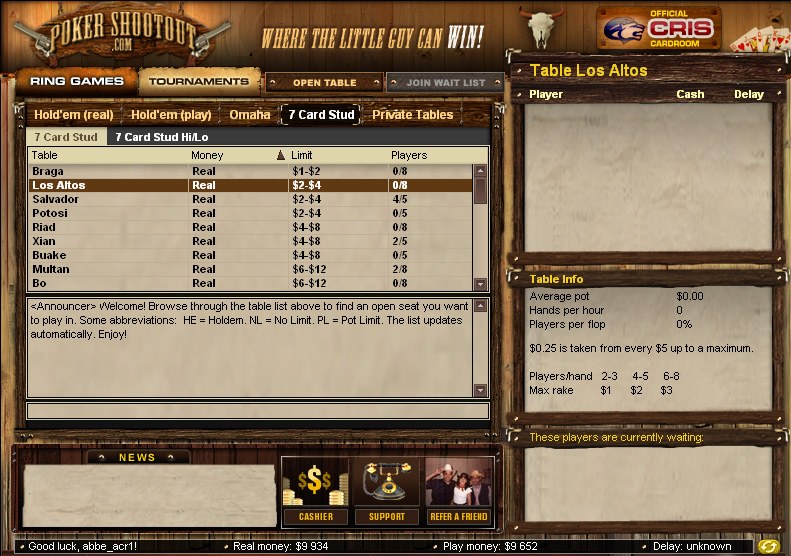 POKER SHOOTOUT
.COM
WHERE THE LITTLE GUY CAN WIN!
OFFICIAL
CRIS
CARDROOM
RING GAMES TOURNAMENTS OPEN TABLE JOIN WAIT LIST
Hold'em (real) Hold'em (play) Omaha 7 Card Stud Private Tables
7 Card Stud 7 Card Stud Hi/Lo
Table Money Limit Players
Braga Real $1-$2 0/8
Los Altos Real $2-$4 0/8
Salvador Real $2-$4 4/5
Potosi Real $2-$4 0/5
Riad Real $4-$8 0/8
Xian Real $4-$8 2/5
Buake Real $4-$8 0/5
Multan Real $6-$12 2/8
Bo Real $6-$12 0/8
<Announcer> Welcome! Browse through the table list above to find an open seat you want
to play in. Some abbreviations: HE = Holdem. NL = No Limit. PL = Pot Limit. The list updates
automatically. Enjoy!
NEWS
CASHIER SUPPORT REFER A FRIEND
Table Los Altos
Player Cash Delay
Table Info
Average pot $0.00
Hands per hour 0
Players per flop 0%
$0.25 is taken from every $5 up to a maximum.
Players/hand 2-3 4-5 6-8
Max rake $1 $2 $3
These players are currently waiting:
Good luck, abbe_acr1! Real money: $9 934 Play money: $9 652 Delay: unknown